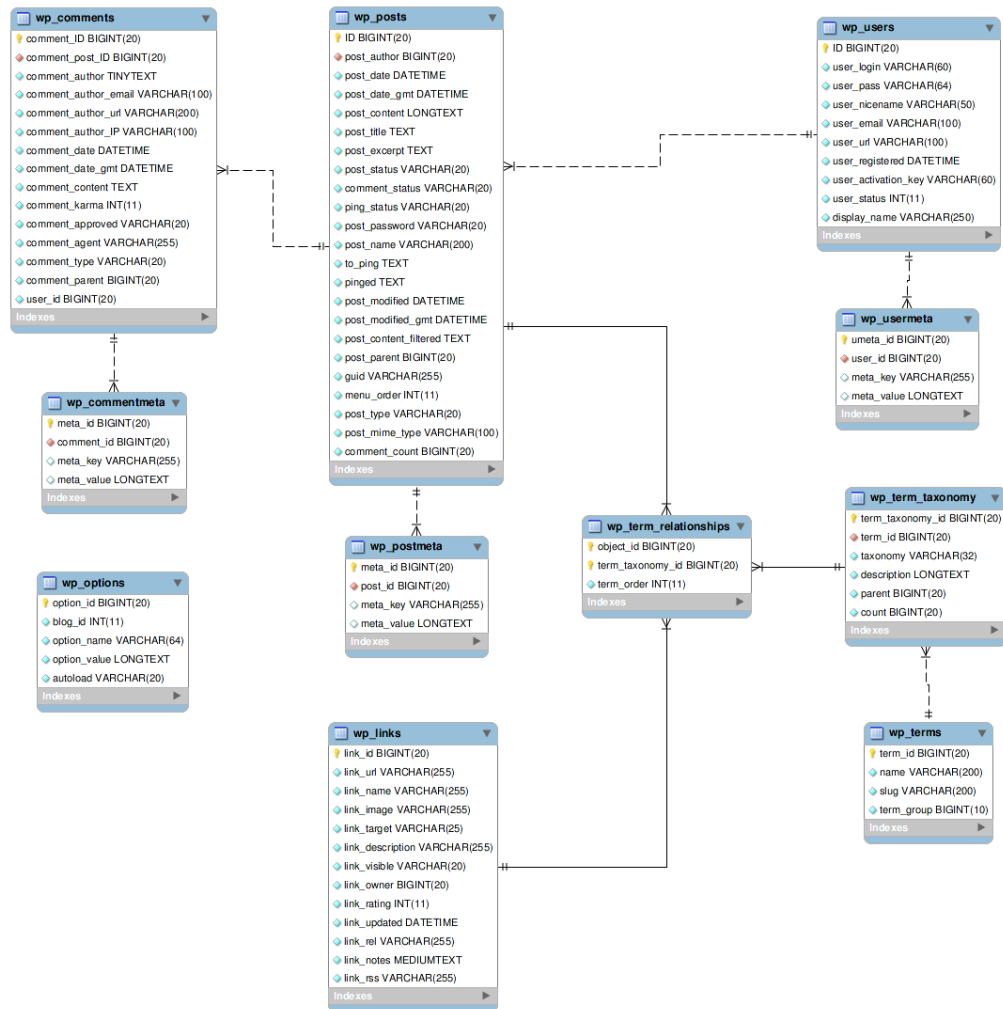 wp_comments
comment_ID BIGINT(20)
comment_post_ID BIGINT(20)
comment_author TINYTEXT
comment_author_email VARCHAR(100)
comment_author_url VARCHAR(200)
comment_author_IP VARCHAR(100)
comment_date DATETIME
comment_date_gmt DATETIME
comment_content TEXT
comment_karma INT(11)
comment_approved VARCHAR(20)
comment_agent VARCHAR(255)
comment_type VARCHAR(20)
comment_parent BIGINT(20)
user_id BIGINT(20)
Indexes
wp_posts
ID BIGINT(20)
post_author BIGINT(20)
post_date DATETIME
post_date_gmt DATETIME
post_content LONGTEXT
post_title TEXT
post_excerpt TEXT
post_status VARCHAR(20)
comment_status VARCHAR(20)
ping_status VARCHAR(20)
post_password VARCHAR(20)
post_name VARCHAR(200)
to_ping TEXT
pinged TEXT
post_modified DATETIME
post_modified_gmt DATETIME
post_content_filtered TEXT
post_parent BIGINT(20)
guid VARCHAR(255)
menu_order INT(11)
post_type VARCHAR(20)
post_mime_type VARCHAR(100)
comment_count BIGINT(20)
Indexes
wp_users
ID BIGINT(20)
user_login VARCHAR(60)
user_pass VARCHAR(64)
user_nicename VARCHAR(50)
user_email VARCHAR(100)
user_url VARCHAR(100)
user_registered DATETIME
user_activation_key VARCHAR(60)
user_status INT(11)
display_name VARCHAR(250)
Indexes
wp_usermeta
umeta_id BIGINT(20)
user_id BIGINT(20)
meta_key VARCHAR(255)
meta_value LONGTEXT
Indexes
wp_commentmeta
meta_id BIGINT(20)
comment_id BIGINT(20)
meta_key VARCHAR(255)
meta_value LONGTEXT
Indexes
wp_postmeta
meta_id BIGINT(20)
post_id BIGINT(20)
meta_key VARCHAR(255)
meta_value LONGTEXT
Indexes
wp_term_relationships
object_id BIGINT(20)
term_taxonomy_id BIGINT(20)
term_order INT(11)
Indexes
wp_term_taxonomy
term_taxonomy_id BIGINT(20)
term_id BIGINT(20)
taxonomy VARCHAR(32)
description LONGTEXT
parent BIGINT(20)
count BIGINT(20)
Indexes
wp_options
option_id BIGINT(20)
blog_id INT(11)
option_name VARCHAR(64)
option_value LONGTEXT
autoload VARCHAR(20)
Indexes
wp_links
link_id BIGINT(20)
link_url VARCHAR(255)
link_name VARCHAR(255)
link_image VARCHAR(255)
link_target VARCHAR(25)
link_description VARCHAR(255)
link_visible VARCHAR(20)
link_owner BIGINT(20)
link_rating INT(11)
link_updated DATETIME
link_rel VARCHAR(255)
link_notes MEDIUMTEXT
link_rss VARCHAR(255)
Indexes
wp_terms
term_id BIGINT(20)
name VARCHAR(200)
slug VARCHAR(200)
term_group BIGINT(10)
Indexes